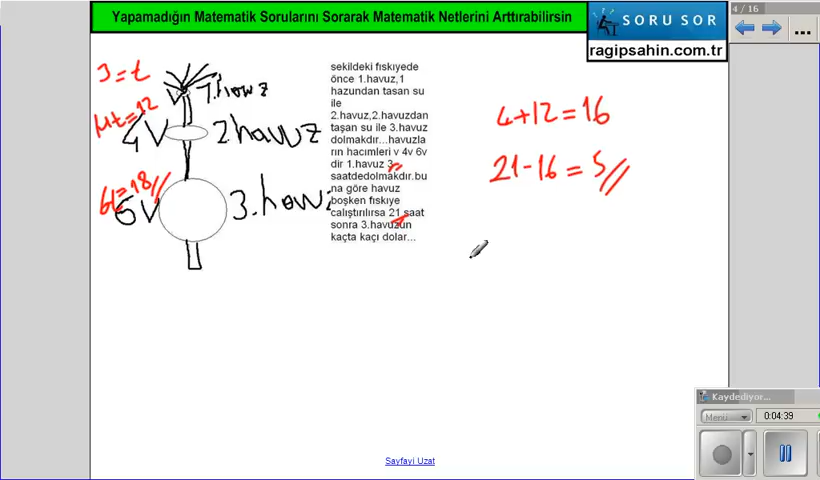 Yapamadığın Matematik Sorularını Sorarak Matematik Netlerini Arttırabilirsin
SORU SOR
ragipsahin.com.tr
4 / 16
3=t
1.havuz
4t=12
4V
2.havuz
6t=18
6V
3.havuz
sekildeki fıskıyede
önce 1.havuz,1
hazundan tasan su
ile
2.havuz,2.havuzdan
taşan su ile 3.havuz
dolmakdır...havuzla
rın hacımleri v 4v 6v
dir 1.havuz 3
saatdedolmakdır.bu
na göre havuz
boşken fıskıye
calıştırılırsa 21 saat
sonra 3.havuzun
kaçta kaçı dolar...
4+12=16
21-16=5
Sayfayi Uzat
Kaydediyor...
Menü
0:04:39